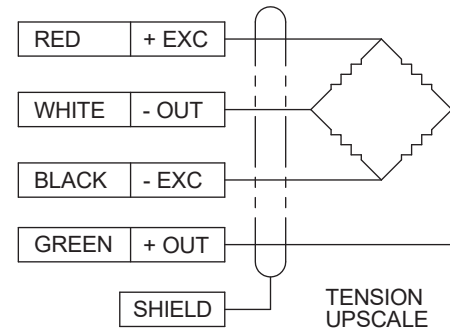 RED + EXC
WHITE - OUT
BLACK - EXC
GREEN + OUT
SHIELD
TENSION
UPSCALE